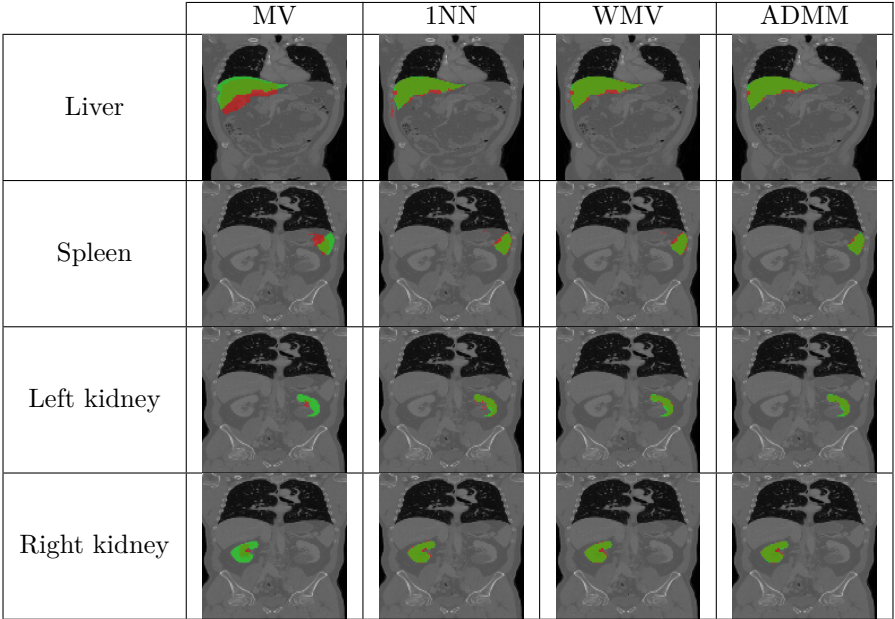 MV 1NN WMV ADMM
Liver
Spleen
Left kidney
Right kidney